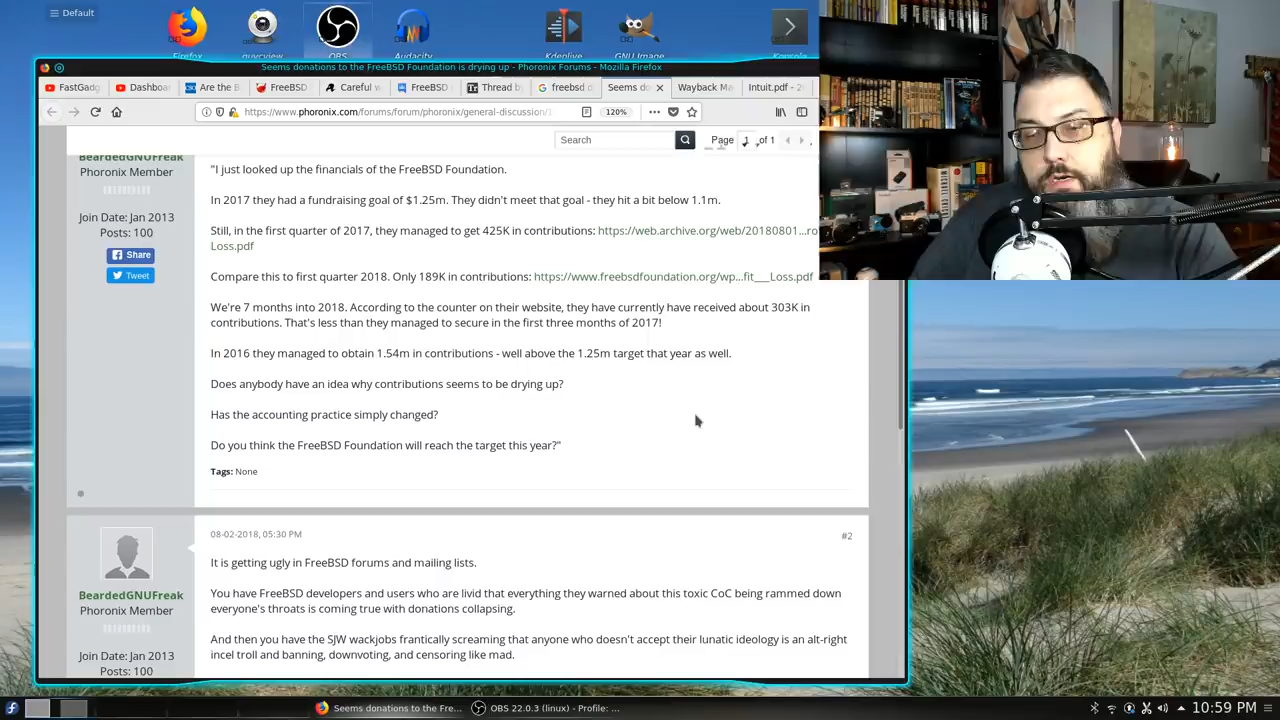 Default
Firefox
guvcview
OBS
Audacity
Kdenlive
GNU Image
Konsole
Seems donations to the FreeBSD Foundation is drying up - Phoronix Forums - Mozilla Firefox
FastGadg
Dashboa
Are the B
FreeBSD
Careful w
FreeBSD
Thread by
freebsd d
Seems do
Wayback Ma
Intuit.pdf - 2
https://www.phoronix.com/forums/forum/phoronix/general-discussion/1
120%
Search
Page 1 of 1
BeardedGNUFreak
Phoronix Member
Join Date: Jan 2013
Posts: 100
Share
Tweet
"I just looked up the financials of the FreeBSD Foundation.
In 2017 they had a fundraising goal of $1.25m. They didn't meet that goal - they hit a bit below 1.1m.
Still, in the first quarter of 2017, they managed to get 425K in contributions: https://web.archive.org/web/20180801...ro
Loss.pdf
Compare this to first quarter 2018. Only 189K in contributions: https://www.freebsdfoundation.org/wp...fit___Loss.pdf
We're 7 months into 2018. According to the counter on their website, they have currently have received about 303K in
contributions. That's less than they managed to secure in the first three months of 2017!
In 2016 they managed to obtain 1.54m in contributions - well above the 1.25m target that year as well.
Does anybody have an idea why contributions seems to be drying up?
Has the accounting practice simply changed?
Do you think the FreeBSD Foundation will reach the target this year?"
Tags: None
08-02-2018, 05:30 PM
#2
BeardedGNUFreak
Phoronix Member
Join Date: Jan 2013
Posts: 100
It is getting ugly in FreeBSD forums and mailing lists.
You have FreeBSD developers and users who are livid that everything they warned about this toxic CoC being rammed down
everyone's throats is coming true with donations collapsing.
And then you have the SJW wackjobs frantically screaming that anyone who doesn't accept their lunatic ideology is an alt-right
incel troll and banning, downvoting, and censoring like mad.
Seems donations to the Fre...
OBS 22.0.3 (linux) - Profile: ...
10:59 PM